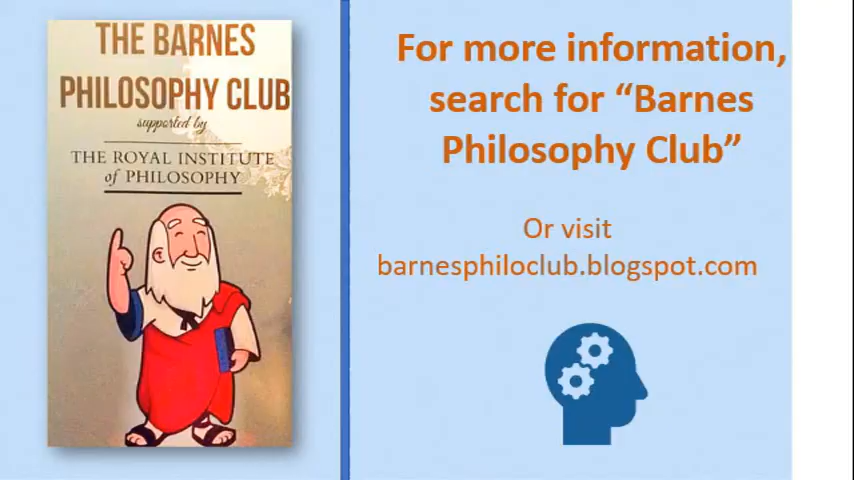 THE BARNES
PHILOSOPHY CLUB
supported by
THE ROYAL INSTITUTE
of PHILOSOPHY
For more information,
search for “Barnes
Philosophy Club”
Or visit
barnesphiloclub.blogspot.com